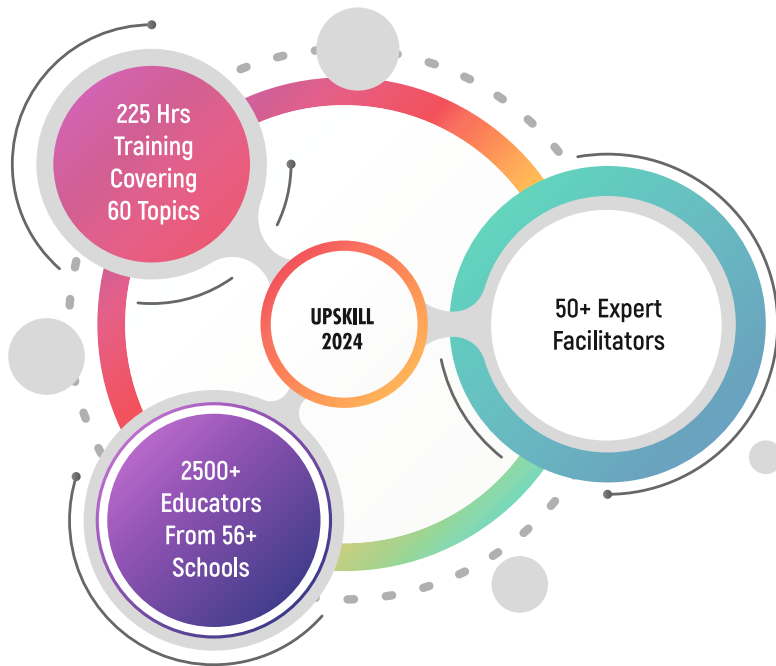 225 Hrs
Training
Covering
60 Topics
UPSKILL
2024
50+ Expert
Facilitators
2500+
Educators
From 56+
Schools